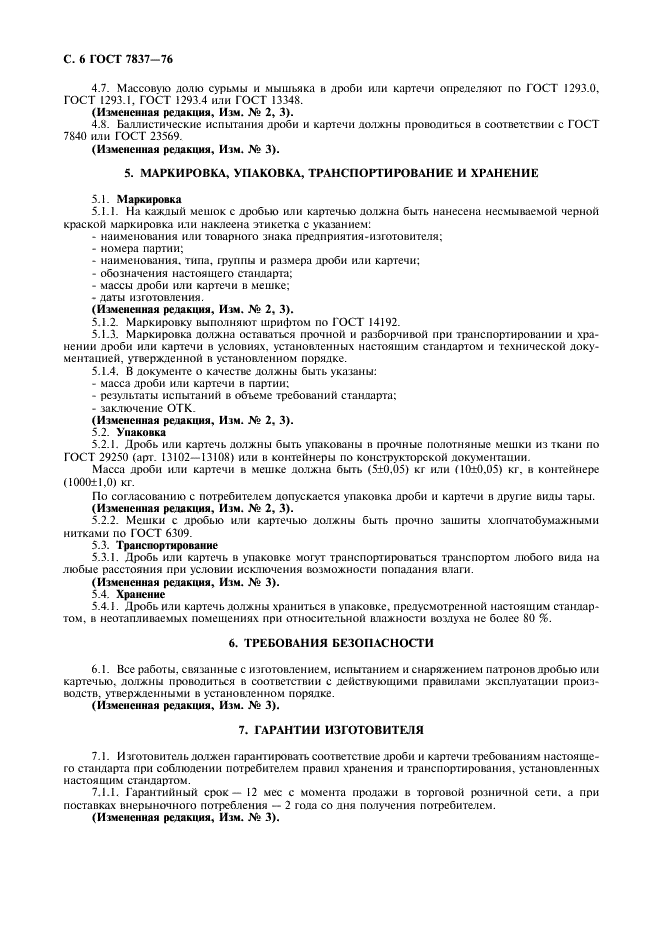 С. 6 ГОСТ 7837—76
4.7. Массовую долю сурьмы и мышьяка в дроби или картечи определяют по ГОСТ 1293.0,
ГОСТ 1293.1, ГОСТ 1293.4 или ГОСТ 13348.
(Измененная редакция, Изм. № 2, 3).
4.8. Баллистические испытания дроби и картечи должны проводиться в соответствии с ГОСТ
7840 или ГОСТ 23569.
(Измененная редакция, Изм. № 3).
5. МАРКИРОВКА, УПАКОВКА, ТРАНСПОРТИРОВАНИЕ И ХРАНЕНИЕ
5.1. Маркировка
5.1.1. На каждый мешок с дробью или картечью должна быть нанесена несмываемой черной
краской маркировка или наклеена этикетка с указанием:
- наименования или товарного знака предприятия-изготовителя;
- номера партии;
- наименования, типа, группы и размера дроби или картечи;
- обозначения настоящего стандарта;
- массы дроби или картечи в мешке;
- даты изготовления.
(Измененная редакция, Изм. № 2, 3).
5.1.2. Маркировку выполняют шрифтом по ГОСТ 14192.
5.1.3. Маркировка должна оставаться прочной и разборчивой при транспортировании и хра-
нении дробы или картечи в условиях, установленных настоящим стандартом и технической доку-
ментацией, утвержденной в установленном порядке.
5.1.4. В документе о качестве должны быть указаны:
- масса дроби или картечи в партии;
- результаты испытаний в объеме требований стандарта;
- заключение ОТК.
(Измененная редакция, Изм. № 2, 3).
5.2. Упаковка
5.2.1. Дробь или картечь должны быть упакованы в прочные полотняные мешки из ткани по
ГОСТ 29250 (арт. 13102—13108) или в контейнеры по конструкторской документации.
Масса дроби или картечи в мешке должна быть (5±0,05) кг или (10±0,05) кг, в контейнере
(1000±1,0) кг.
По согласованию с потребителем допускается упаковка дроби и картечи в другие виды тары.
(Измененная редакция, Изм. № 2, 3).
5.2.2. Мешки с дробью или картечью должны быть прочно зашиты хлопчатобумажными
нитками по ГОСТ 6309.
5.3. Транспортирование
5.3.1. Дробь или картечь в упаковке могут транспортироваться транспортом любого вида на
любые расстояния при условии исключения возможности попадания влаги.
(Измененная редакция, Изм. № 3).
5.4. Хранение
5.4.1. Дробь или картечь должны храниться в упаковке, предусмотренной настоящим стандар-
том, в неотапливаемых помещениях при относительной влажности воздуха не более 80 %.
6. ТРЕБОВАНИЯ БЕЗОПАСНОСТИ
6.1. Все работы, связанные с изготовлением, испытанием и снаряжением патронов дробью или
картечью, должны проводиться в соответствии с действующими правилами эксплуатации произ-
водств, утвержденными в установленном порядке.
(Измененная редакция, Изм. № 3).
7. ГАРАНТИИ ИЗГОТОВИТЕЛЯ
7.1. Изготовитель должен гарантировать соответствие дроби и картечи требованиям настояще-
го стандарта при соблюдении потребителем правил хранения и транспортирования, установленных
настоящим стандартом.
7.1.1. Гарантийный срок — 12 мес с момента продажи в торговой розничной сети, а при
поставках внерыночного потребления — 2 года со дня получения потребителем.
(Измененная редакция, Изм. № 3).